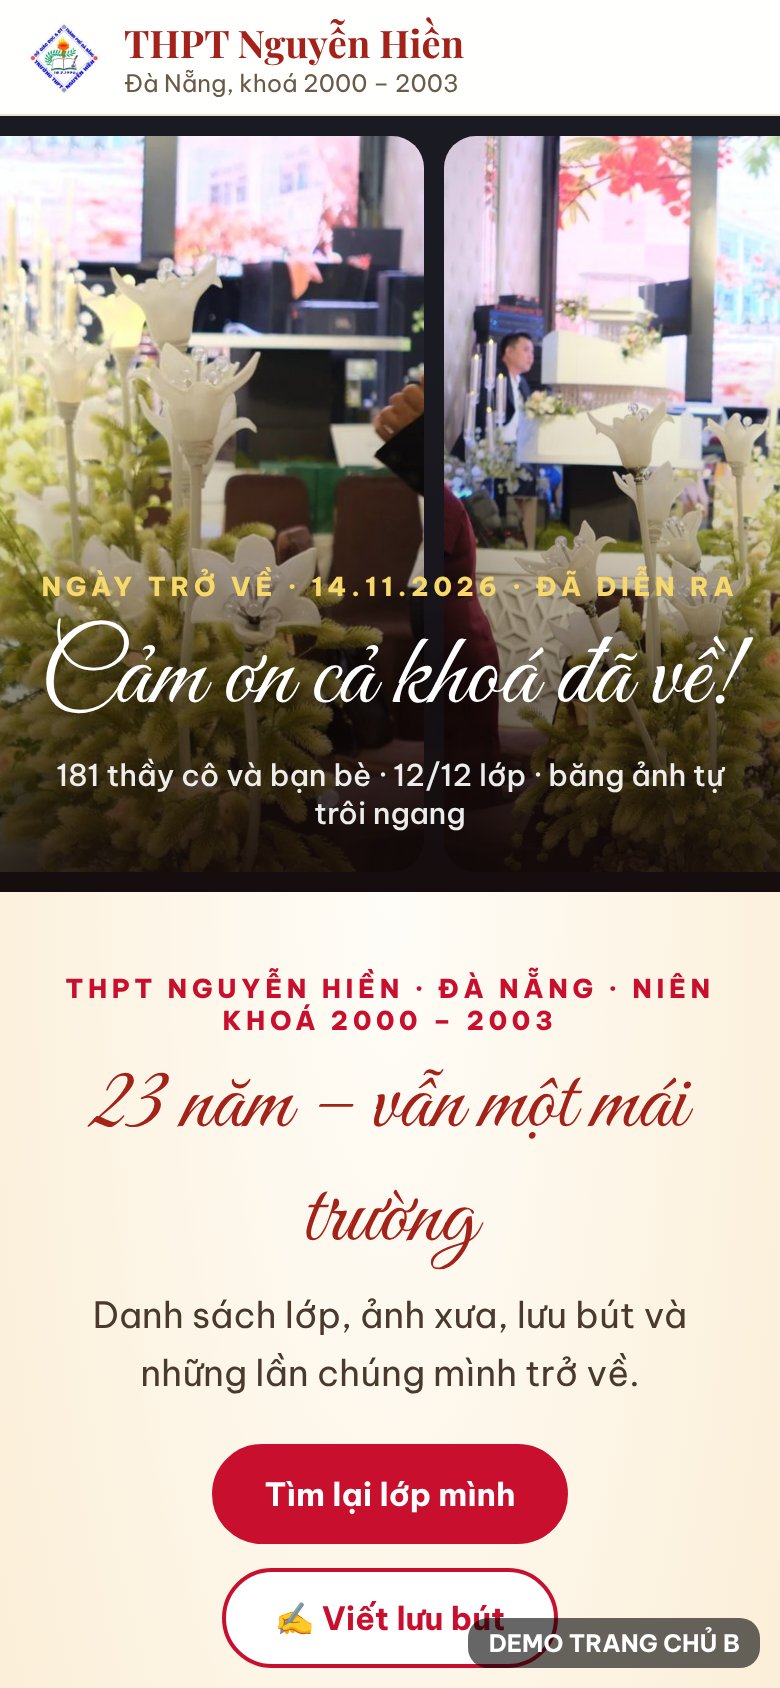 THPT Nguyễn Hiền
Đà Nẵng, khoá 2000 – 2003
NGÀY TRỞ VỀ · 14.11.2026 · ĐÃ DIỄN RA
Cảm ơn cả khoá đã về!
181 thầy cô và bạn bè · 12/12 lớp · băng ảnh tự
trôi ngang
THPT NGUYỄN HIỀN · ĐÀ NẴNG · NIÊN
KHOÁ 2000 – 2003
23 năm – vẫn một mái
trường
Danh sách lớp, ảnh xưa, lưu bút và
những lần chúng mình trở về.
Tìm lại lớp mình
✍️ Viết lưu bút
DEMO TRANG CHỦ B